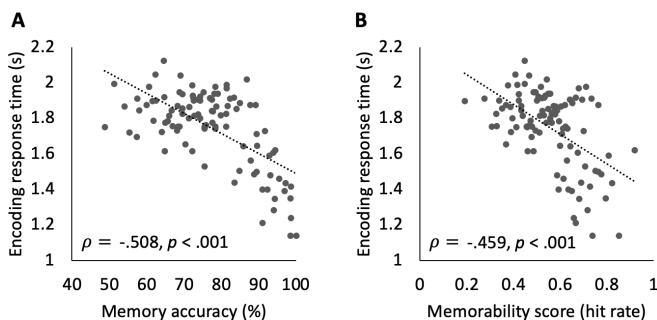 A
Encoding response time (s)
2.2
2
1.8
1.6
1.4
1.2
1
ρ = -.508, p < .001
40 50 60 70 80 90 100
Memory accuracy (%)
B
Encoding response time (s)
2.2
2
1.8
1.6
1.4
1.2
1
ρ = -.459, p < .001
0 0.2 0.4 0.6 0.8 1
Memorability score (hit rate)